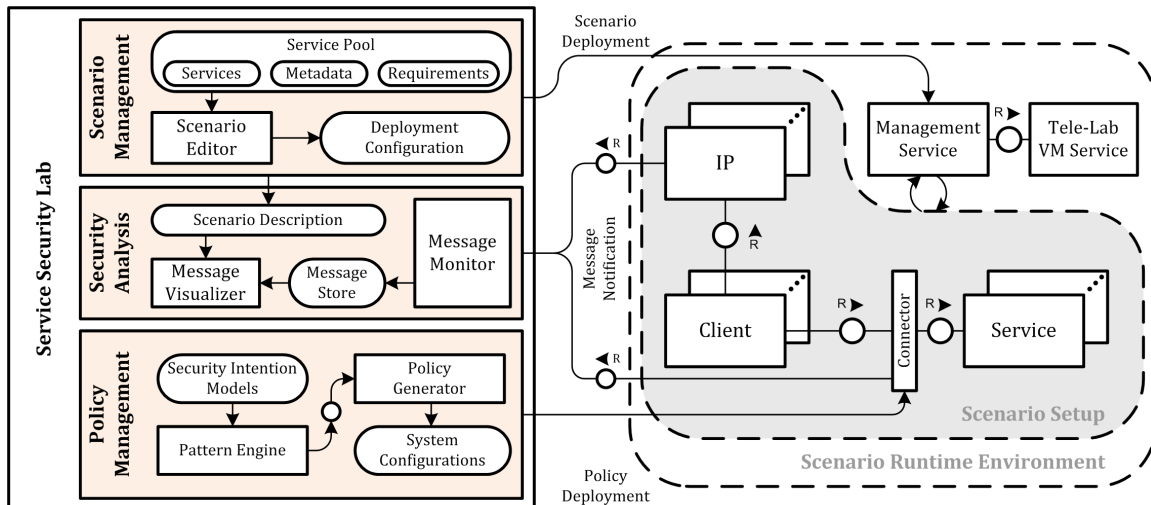 Service Security Lab
Scenario
Management
Service Pool
Services
Metadata
Requirements
Scenario
Editor
Deployment
Configuration
Security
Analysis
Scenario Description
Message
Visualizer
Message
Store
Message
Monitor
Policy
Management
Security Intention
Models
Pattern Engine
Policy
Generator
System
Configurations
Scenario
Deployment
R
Message
Notification
R
Policy
Deployment
IP
R
Client
R
Connector
R
Service
Management
Service
R
Tele-Lab
VM Service
Scenario Setup
Scenario Runtime Environment